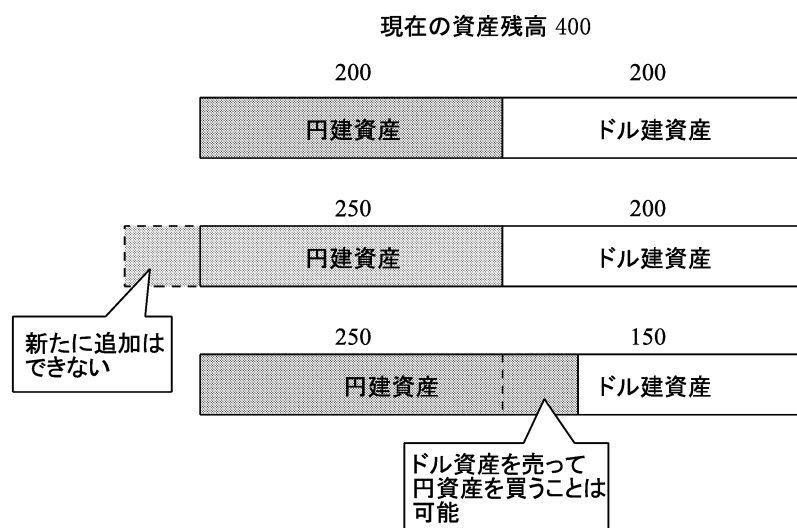 現在の資産残高 400
200 200
円建資産 ドル建資産
250 200
円建資産 ドル建資産
新たに追加は
できない
250 150
円建資産 ドル建資産
ドル資産を売って
円資産を買うことは
可能